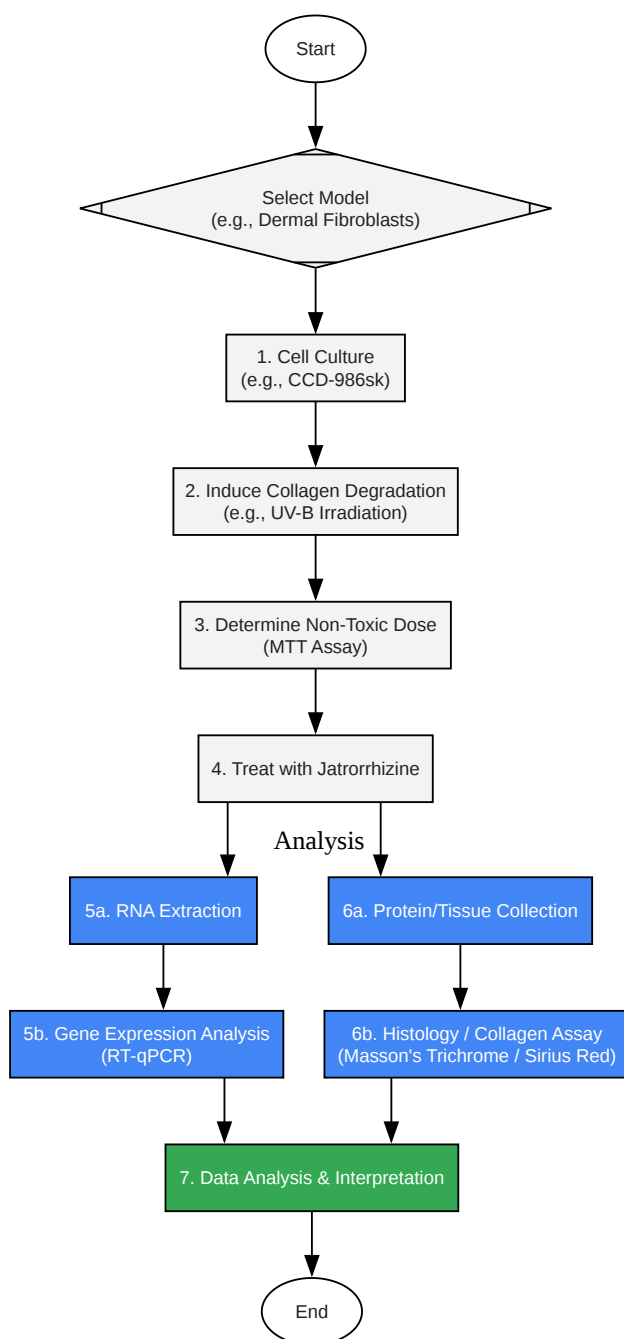 Start
Select Model
(e.g., Dermal Fibroblasts)
1. Cell Culture
(e.g., CCD-986sk)
2. Induce Collagen Degradation
(e.g., UV-B Irradiation)
3. Determine Non-Toxic Dose
(MTT Assay)
4. Treat with Jatrorrhizine
Analysis
5a. RNA Extraction
6a. Protein/Tissue Collection
5b. Gene Expression Analysis
(RT-qPCR)
6b. Histology / Collagen Assay
(Masson's Trichrome / Sirius Red)
7. Data Analysis & Interpretation
End